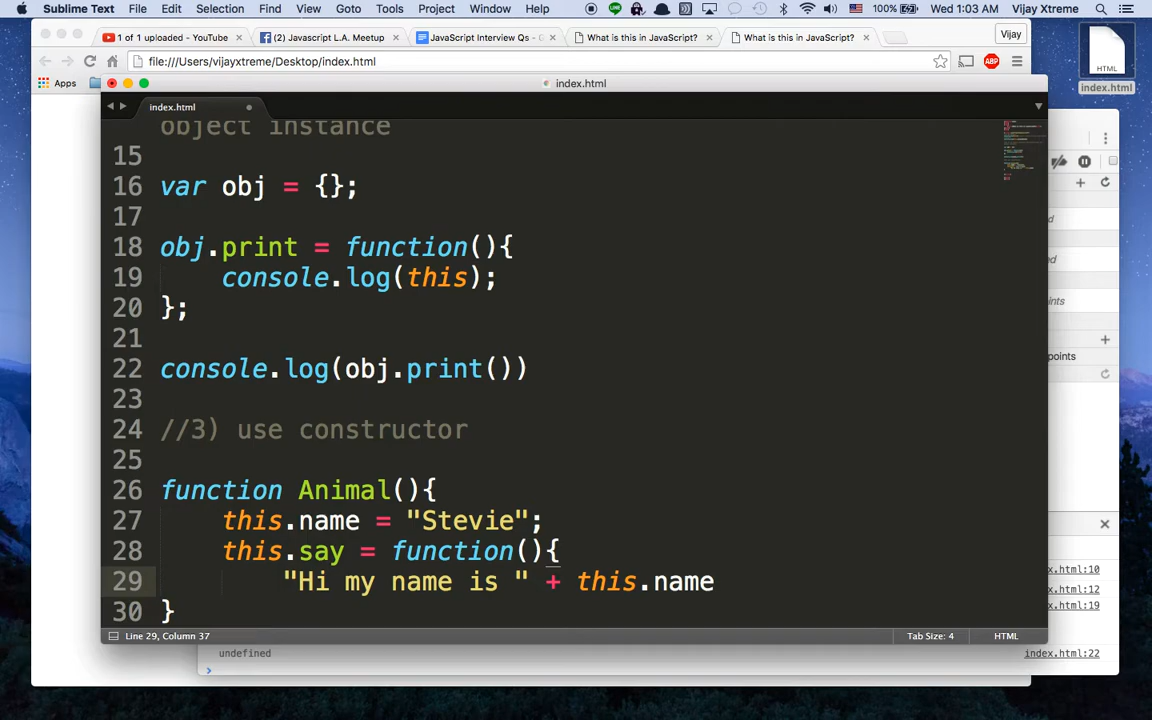 Sublime Text File Edit Selection Find View Goto Tools Project Window Help 100% Wed 1:03 AM Vijay Xtreme
1 of 1 uploaded - YouTube (2) Javascript L.A. Meetup JavaScript Interview Qs - G What is this in JavaScript? What is this in JavaScript? Vijay
file:///Users/vijayxtreme/Desktop/index.html ABP
Apps
HTML
index.html
index.html
index.html
object instance
15
16 var obj = {};
17
18 obj.print = function(){
19 console.log(this);
20 };
21
22 console.log(obj.print())
23
24 //3) use constructor
25
26 function Animal(){
27 this.name = "Stevie";
28 this.say = function(){
29 "Hi my name is " + this.name
30 }
Line 29, Column 37 Tab Size: 4 HTML
x.html:10
x.html:12
x.html:19
undefined index.html:22
>